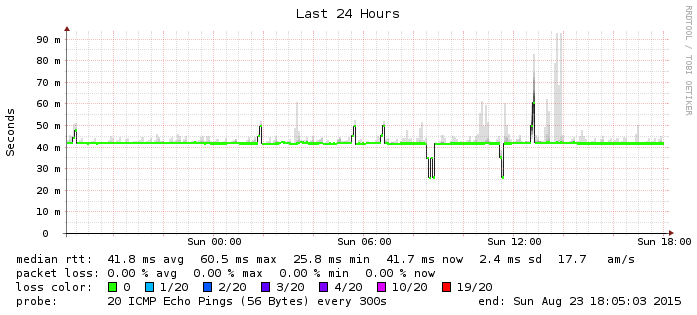 Last 24 Hours
RRDTOOL / TOBI OETIKER
Seconds
90 m
80 m
70 m
60 m
50 m
40 m
30 m
20 m
10 m
0
Sun 00:00 Sun 06:00 Sun 12:00 Sun 18:00
median rtt: 41.8 ms avg 60.5 ms max 25.8 ms min 41.7 ms now 2.4 ms sd 17.7 am/s
packet loss: 0.00 % avg 0.00 % max 0.00 % min 0.00 % now
loss color: 0 1/20 2/20 3/20 4/20 10/20 19/20
probe: 20 ICMP Echo Pings (56 Bytes) every 300s end: Sun Aug 23 18:05:03 2015